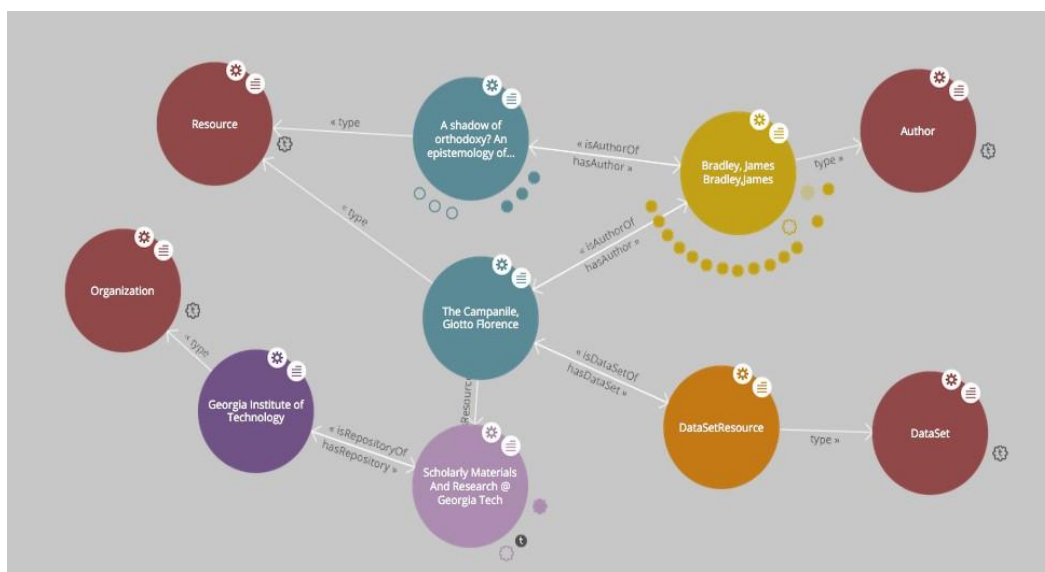 Resource
« type
A shadow of
orthodoxy? An
epistemology of...
« isAuthorOf
hasAuthor »
Bradley, James
Bradley,James
type »
Author
« type
« isAuthorOf
hasAuthor »
Organization
« type
The Campanile,
Giotto Florence
« isDataSetOf
hasDataSet »
Georgia Institute of
Technology
« isRepositoryOf
hasRepository »
Resource
DataSetResource
type »
DataSet
Scholarly Materials
And Research @
Georgia Tech
t